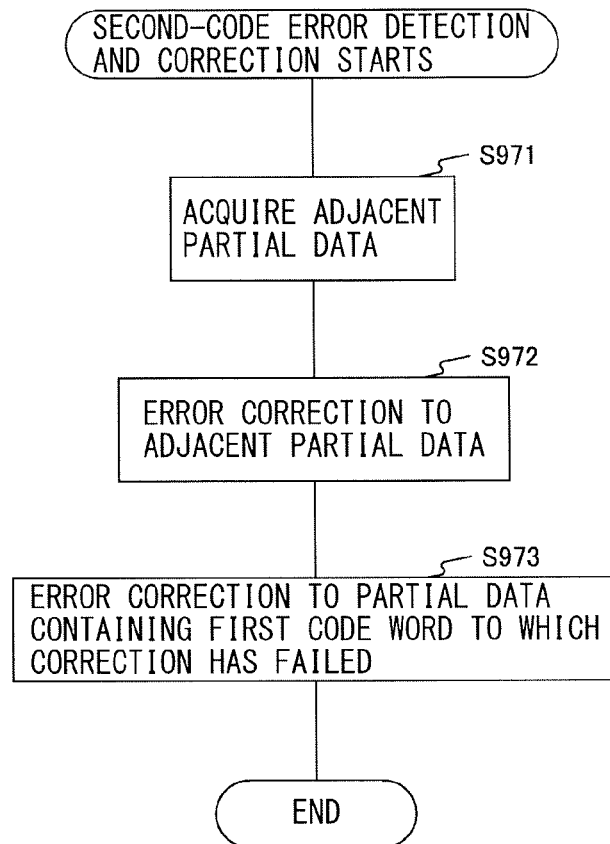 SECOND-CODE ERROR DETECTION
AND CORRECTION STARTS
S971
ACQUIRE ADJACENT
PARTIAL DATA
S972
ERROR CORRECTION TO
ADJACENT PARTIAL DATA
S973
ERROR CORRECTION TO PARTIAL DATA
CONTAINING FIRST CODE WORD TO WHICH
CORRECTION HAS FAILED
END